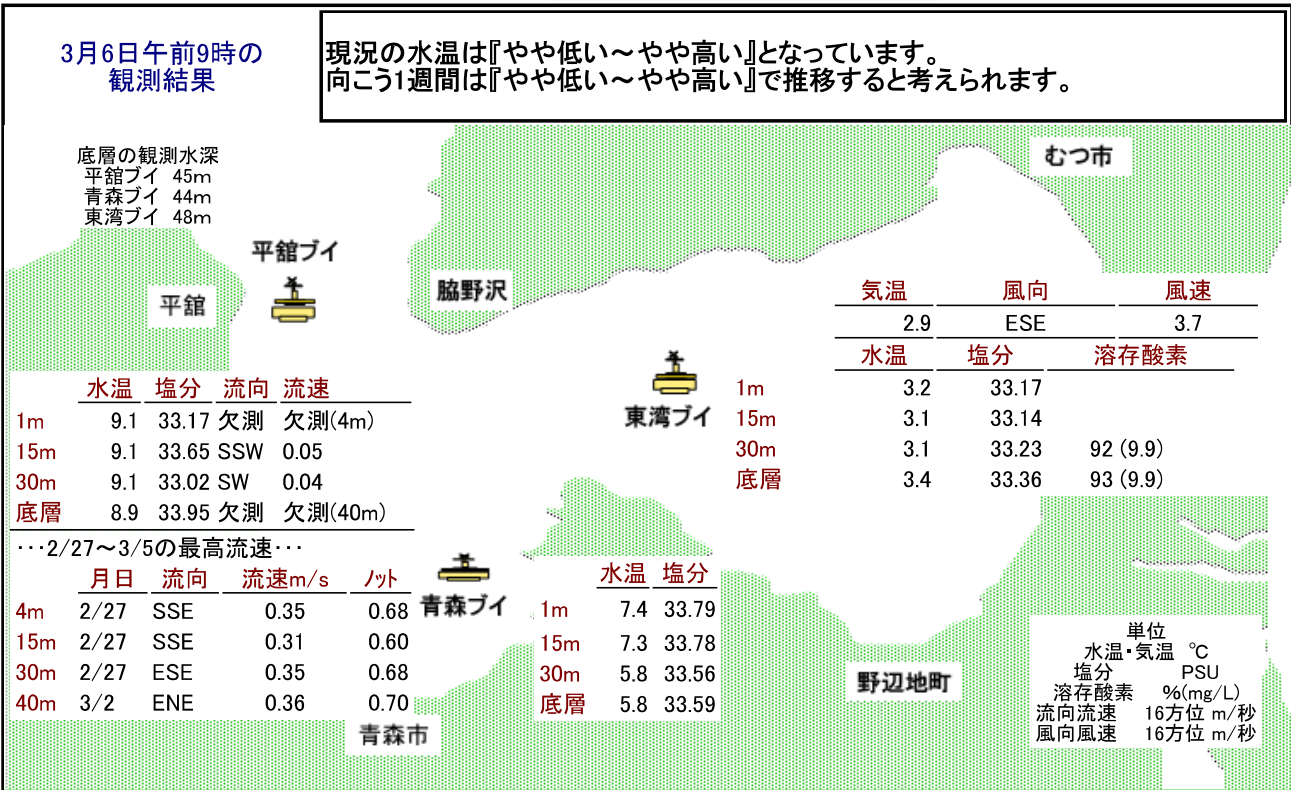 3月6日午前9時の
観測結果
現況の水温は『やや低い～やや高い』となっています。
向こう1週間は『やや低い～やや高い』で推移すると考えられます。
底層の観測水深
平舘ブイ 45m
青森ブイ 44m
東湾ブイ 48m
むつ市
平舘ブイ
平舘
脇野沢
気温 風向 風速
2.9 ESE 3.7
水温 塩分 溶存酸素
1m 3.2 33.17
15m 3.1 33.14
30m 3.1 33.23 92 (9.9)
底層 3.4 33.36 93 (9.9)
東湾ブイ
水温 塩分 流向 流速
1m 9.1 33.17 欠測 欠測(4m)
15m 9.1 33.65 SSW 0.05
30m 9.1 33.02 SW 0.04
底層 8.9 33.95 欠測 欠測(40m)
…2/27～3/5の最高流速…
月日 流向 流速m/s ノット
4m 2/27 SSE 0.35 0.68
15m 2/27 SSE 0.31 0.60
30m 2/27 ESE 0.35 0.68
40m 3/2 ENE 0.36 0.70
青森ブイ
水温 塩分
1m 7.4 33.79
15m 7.3 33.78
30m 5.8 33.56
底層 5.8 33.59
青森市
野辺地町
単位
水温・気温 ℃
塩分 PSU
溶存酸素 %(mg/L)
流向流速 16方位 m/秒
風向風速 16方位 m/秒